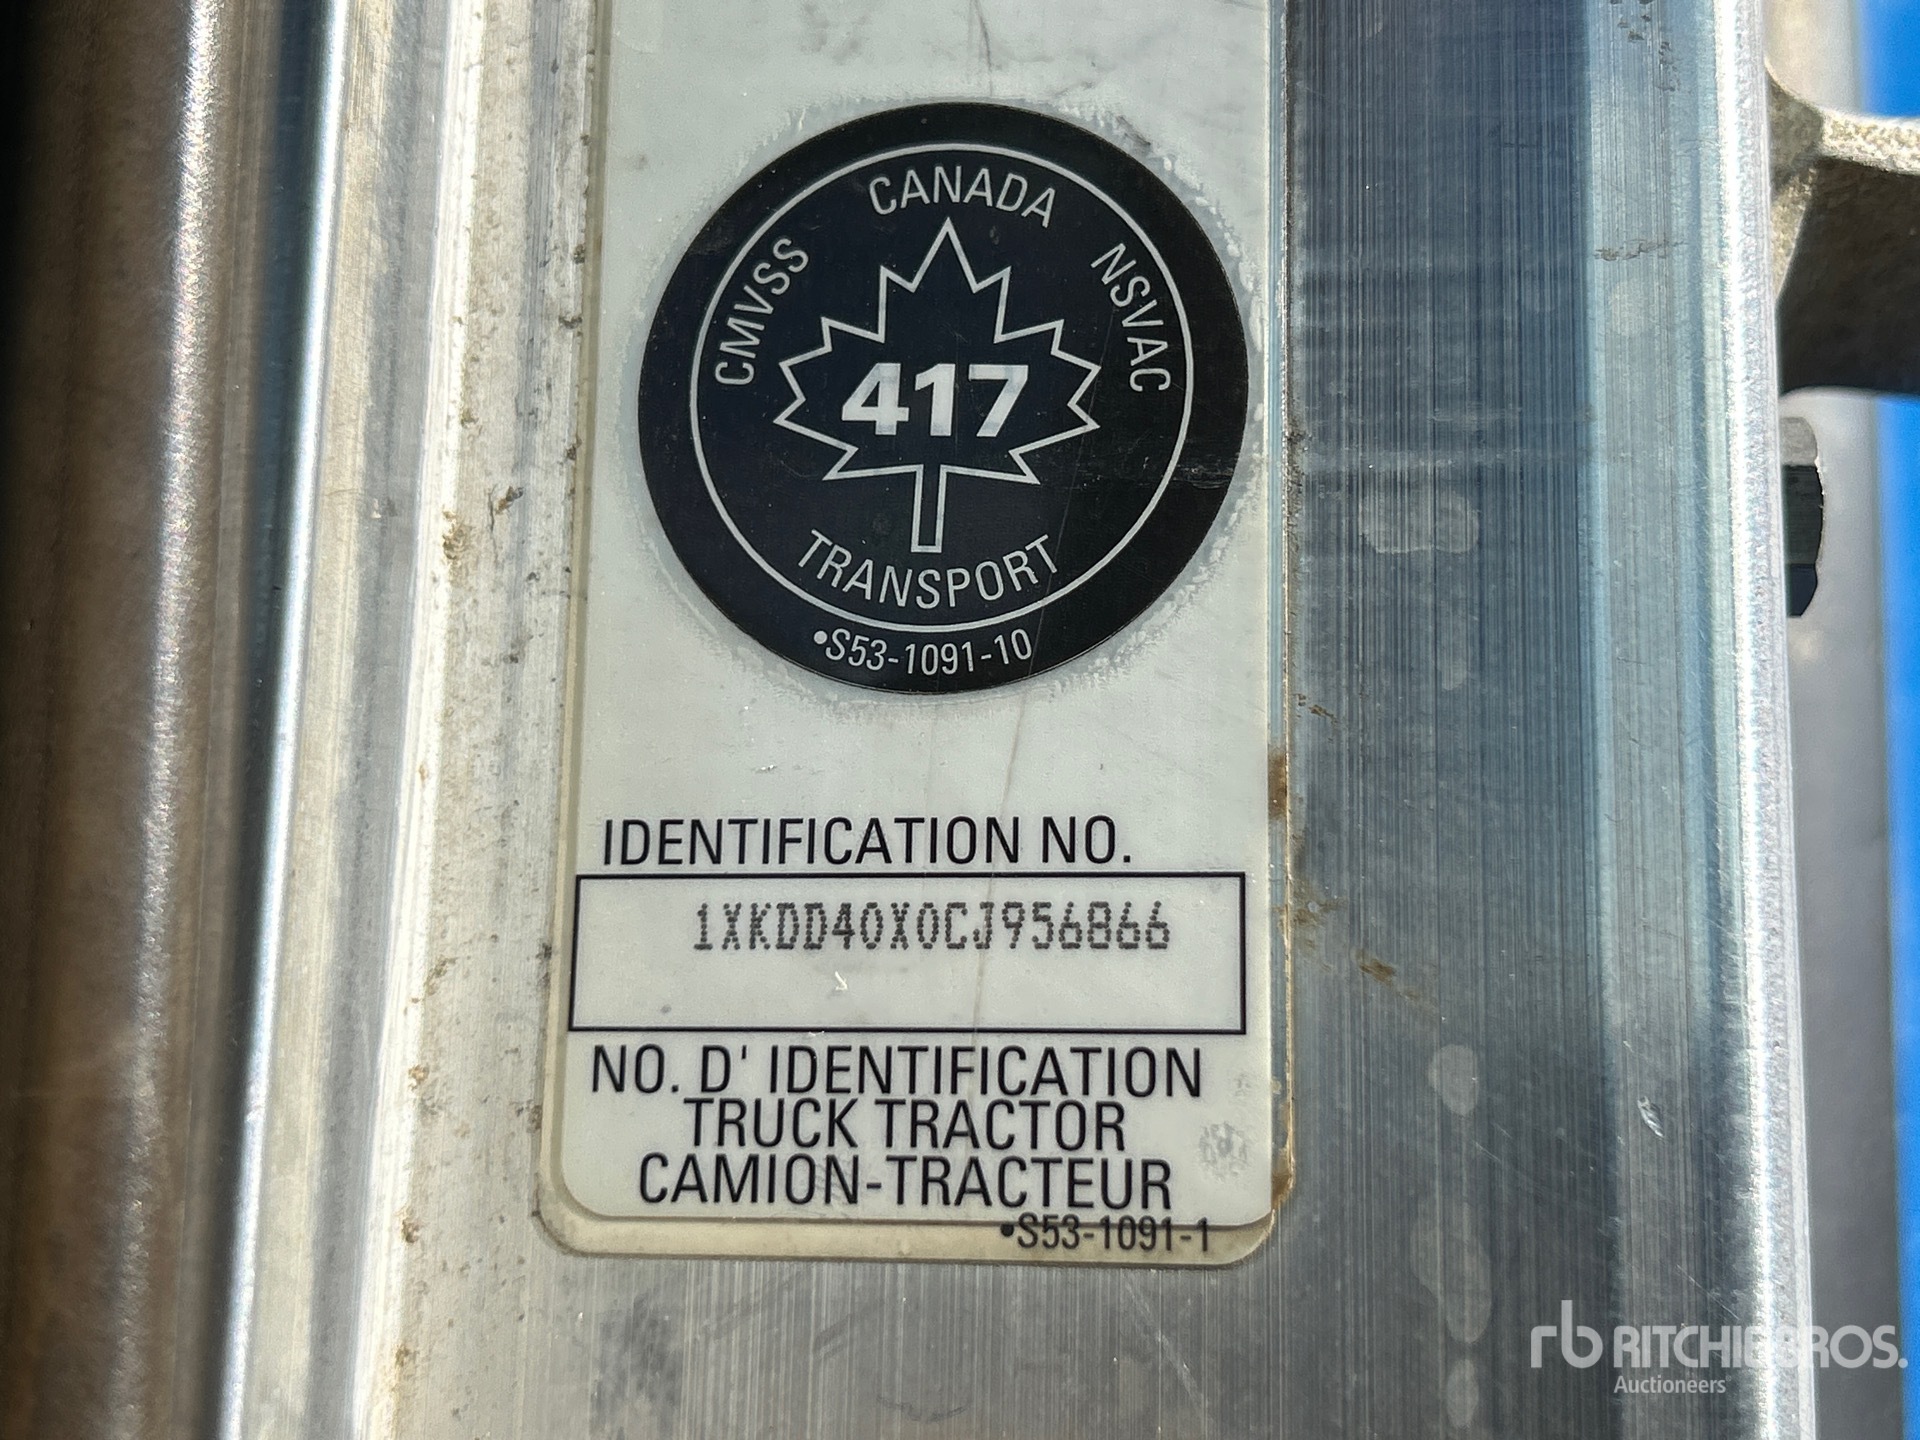 CANADA
CMVSS
NSVAC
417
TRANSPORT
•S53-1091-10
IDENTIFICATION NO.
1XKDD40X0CJ956866
NO. D' IDENTIFICATION
TRUCK TRACTOR
CAMION-TRACTEUR
•S53-1091-1
rb RITCHIE BROS.
Auctioneers